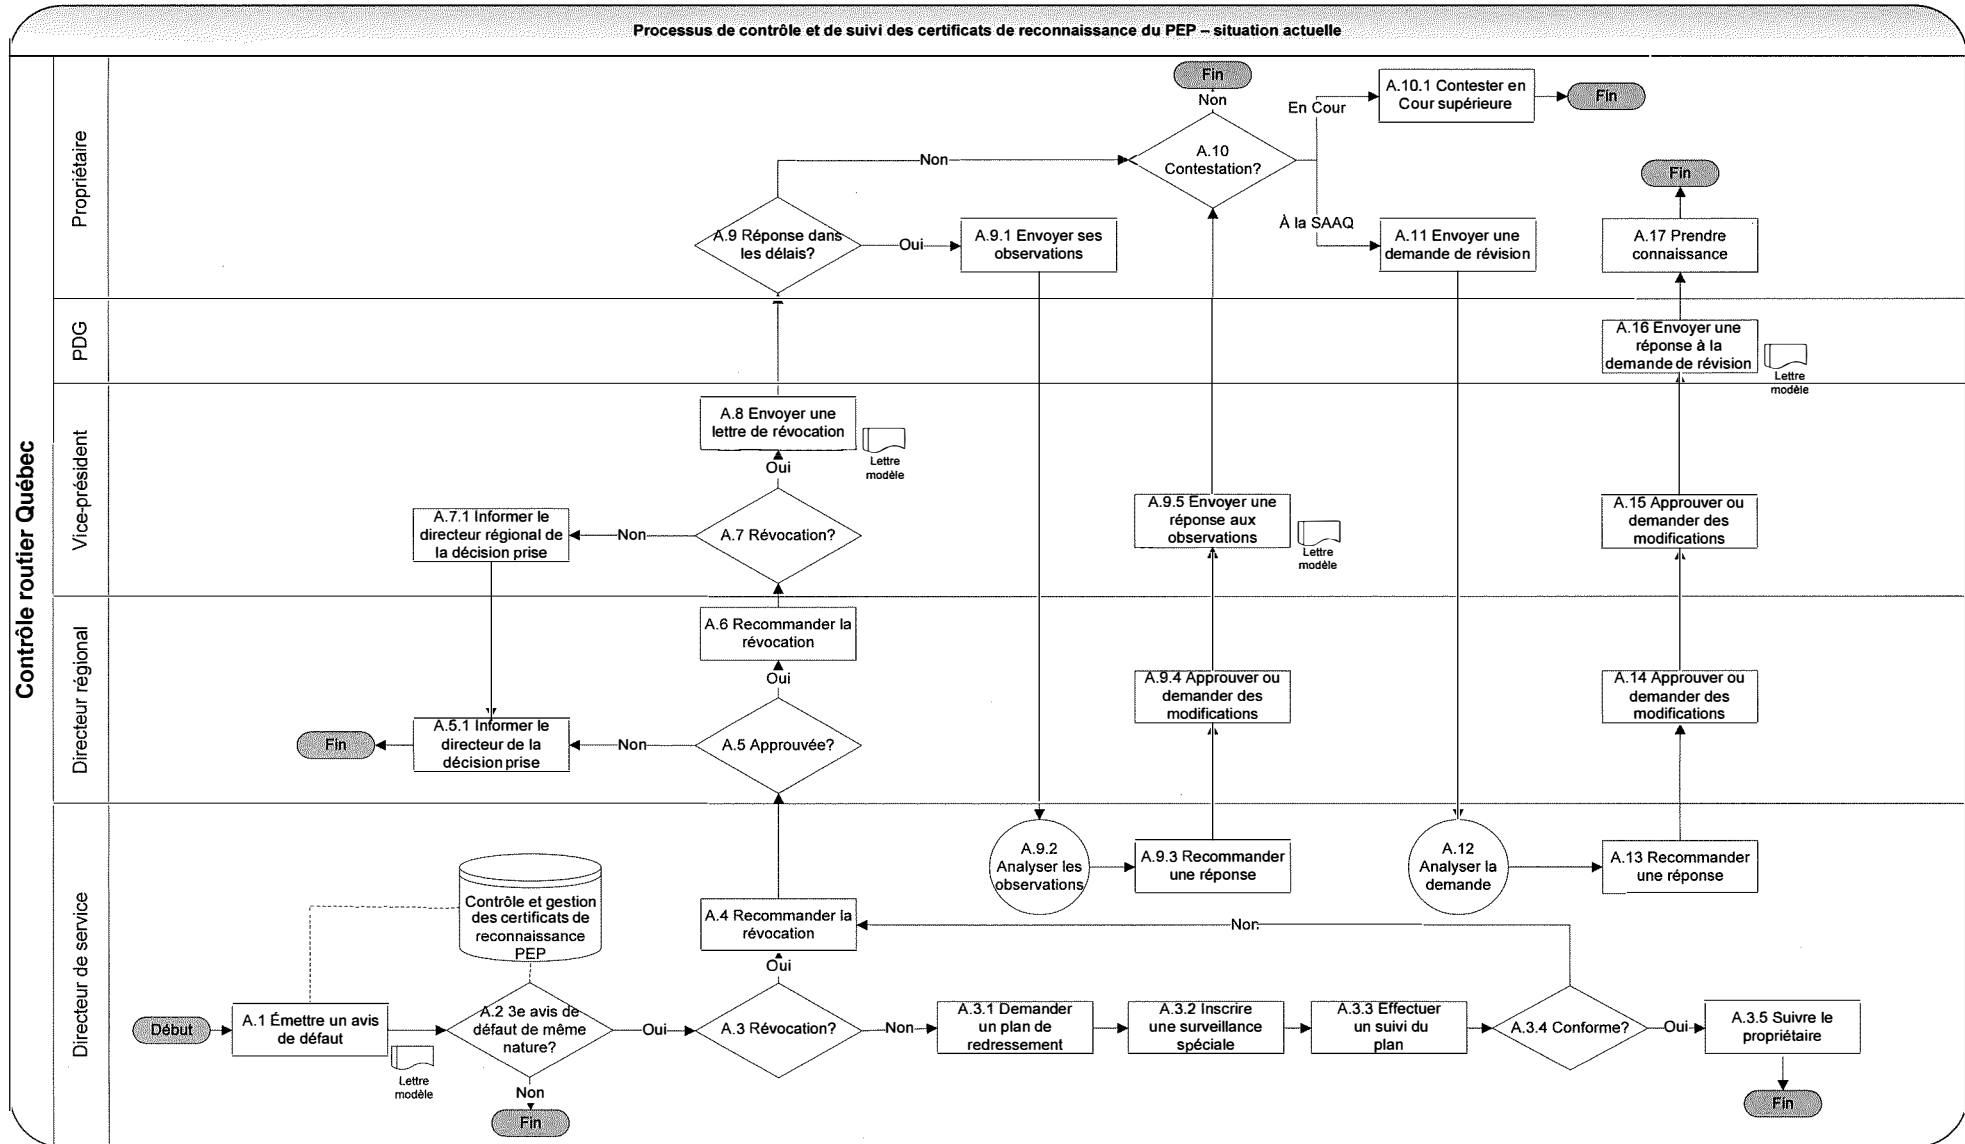 Processus de contrôle et de suivi des certificats de reconnaissance du PEP – situation actuelle
Contrôle routier Québec
Propriétaire
Fin
Non
A.10
Contestation?
En Cour
A.10.1 Contester en
Cour supérieure
Fin
À la SAAQ
A.11 Envoyer une
demande de révision
Non
A.9 Réponse dans
les délais?
Oui
A.9.1 Envoyer ses
observations
Fin
A.17 Prendre
connaissance
PDG
A.16 Envoyer une
réponse à la
demande de révision
Lettre
modèle
Vice-président
A.8 Envoyer une
lettre de révocation
Lettre
modèle
Oui
A.7 Révocation?
Non
A.7.1 Informer le
directeur régional de
la décision prise
A.9.5 Envoyer une
réponse aux
observations
Lettre
modèle
A.15 Approuver ou
demander des
modifications
Directeur régional
A.6 Recommander la
révocation
Oui
A.5 Approuvée?
Non
A.5.1 Informer le
directeur de la
décision prise
Fin
A.9.4 Approuver ou
demander des
modifications
A.14 Approuver ou
demander des
modifications
Directeur de service
A.9.2
Analyser les
observations
A.9.3 Recommander
une réponse
A.12
Analyser la
demande
A.13 Recommander
une réponse
Contrôle et gestion
des certificats de
reconnaissance
PEP
A.4 Recommander la
révocation
Non
Oui
Début
A.1 Émettre un avis
de défaut
Lettre
modèle
A.2 3e avis de
défaut de même
nature?
Oui
Non
Fin
A.3 Révocation?
Non
A.3.1 Demander
un plan de
redressement
A.3.2 Inscrire
une surveillance
spéciale
A.3.3 Effectuer
un suivi du
plan
A.3.4 Conforme?
Oui
A.3.5 Suivre le
propriétaire
Fin